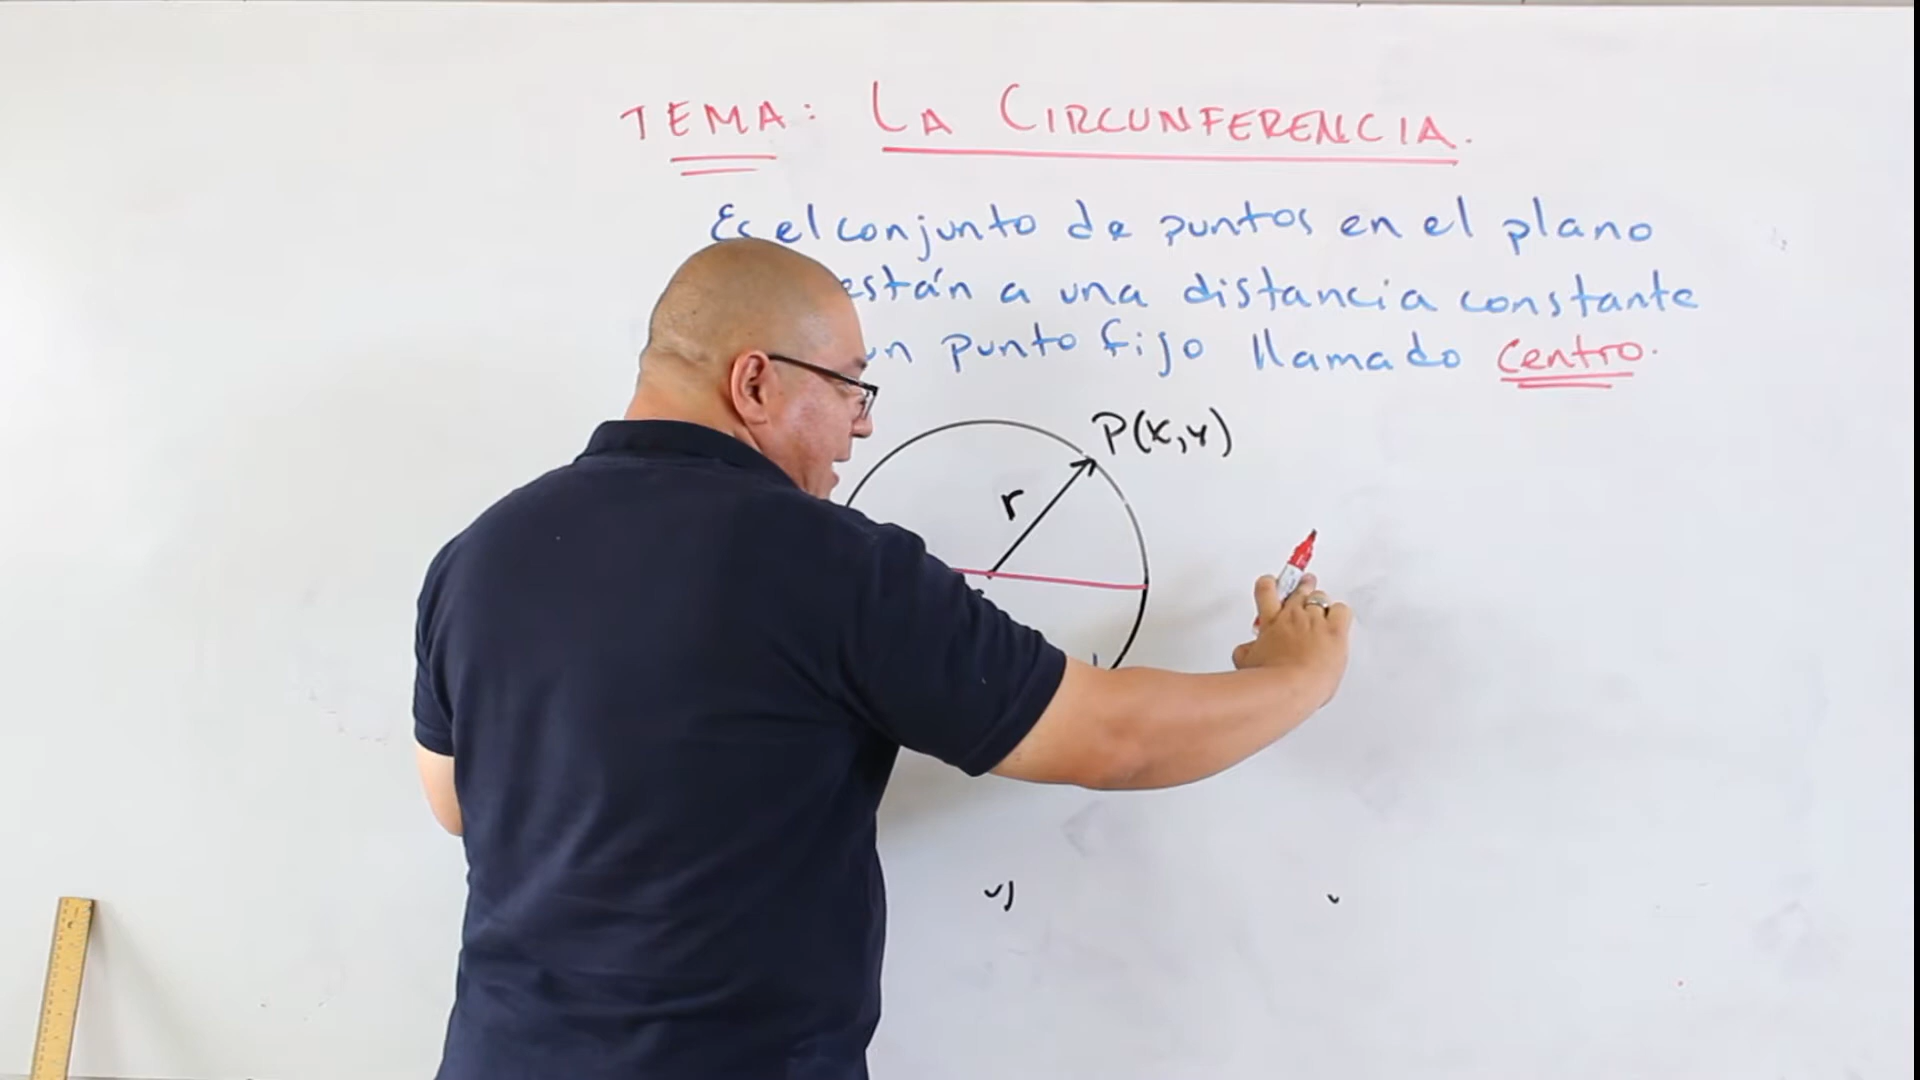 TEMA: LA CIRCUNFERENCIA.
Es el conjunto de puntos en el plano
están a una distancia constante
un punto fijo llamado centro.
P(x,y)
r